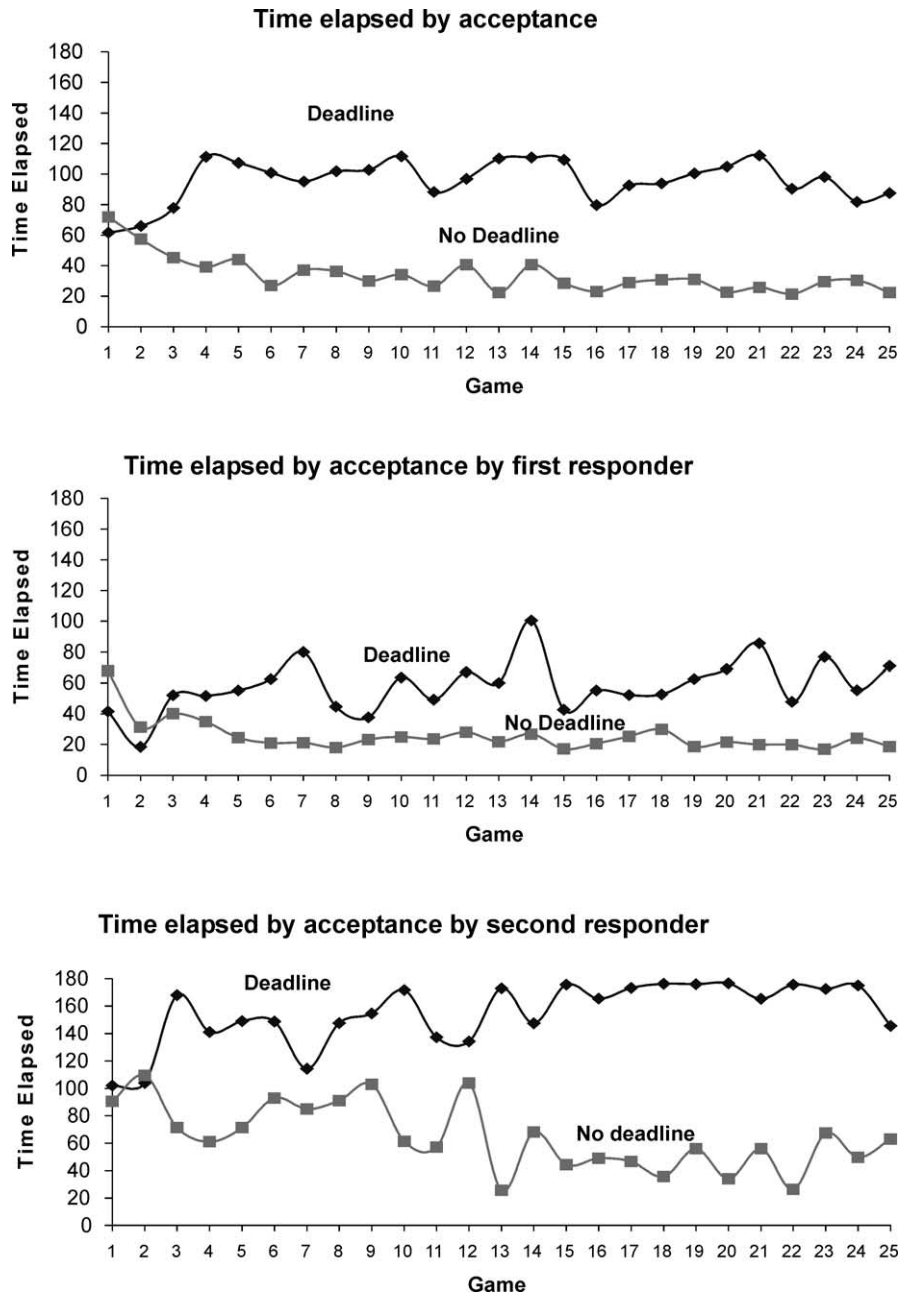 Time elapsed by acceptance
180
160
140
120
100
80
60
40
20
0
Time Elapsed
Deadline
No Deadline
1 2 3 4 5 6 7 8 9 10 11 12 13 14 15 16 17 18 19 20 21 22 23 24 25
Game
Time elapsed by acceptance by first responder
180
160
140
120
100
80
60
40
20
0
Time Elapsed
Deadline
No Deadline
1 2 3 4 5 6 7 8 9 10 11 12 13 14 15 16 17 18 19 20 21 22 23 24 25
Game
Time elapsed by acceptance by second responder
180
160
140
120
100
80
60
40
20
0
Time Elapsed
Deadline
No deadline
1 2 3 4 5 6 7 8 9 10 11 12 13 14 15 16 17 18 19 20 21 22 23 24 25
Game